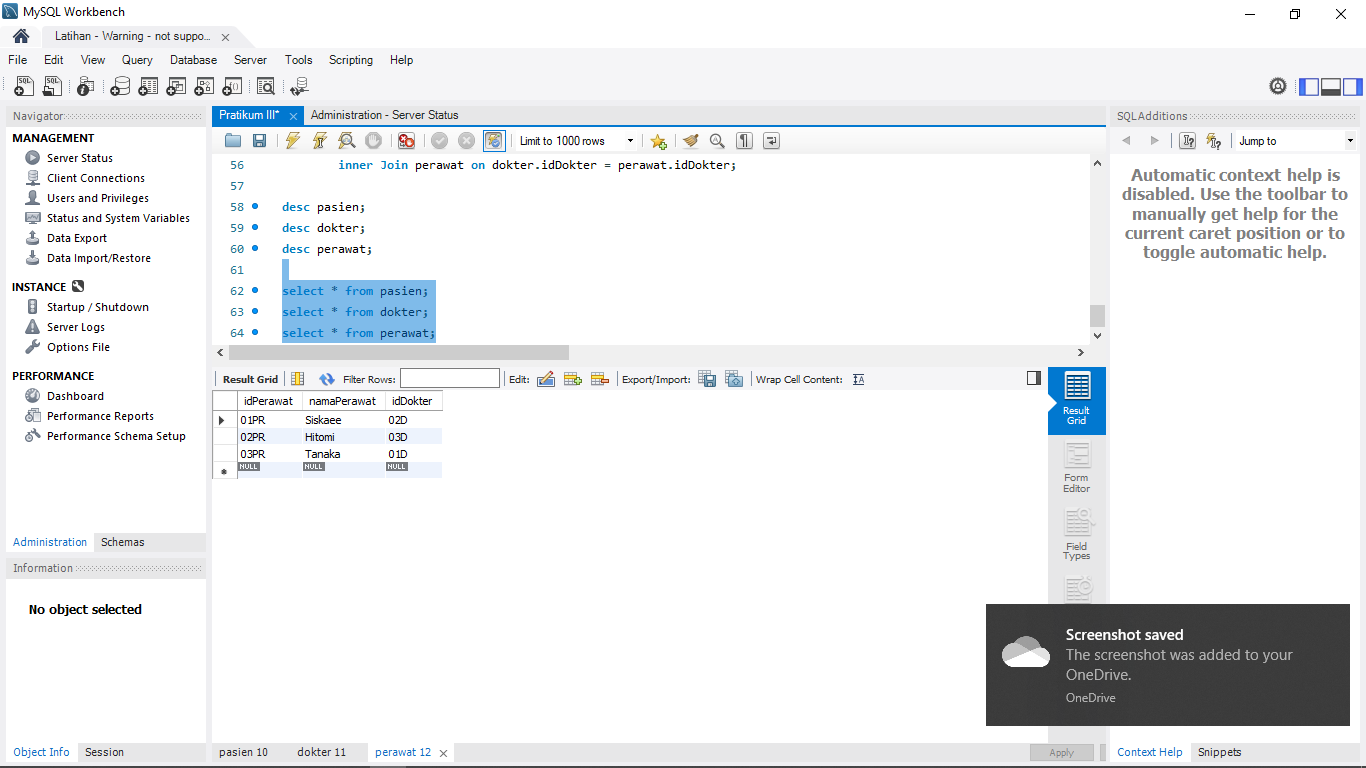 MySQL Workbench
Latihan - Warning - not suppo...
File Edit View Query Database Server Tools Scripting Help
Navigator
MANAGEMENT
Server Status
Client Connections
Users and Privileges
Status and System Variables
Data Export
Data Import/Restore
INSTANCE
Startup / Shutdown
Server Logs
Options File
PERFORMANCE
Dashboard
Performance Reports
Performance Schema Setup
Administration Schemas
Information
No object selected
Object Info Session
Pratikum III* Administration - Server Status
Limit to 1000 rows
56 inner Join perawat on dokter.idDokter = perawat.idDokter;
57
58 desc pasien;
59 desc dokter;
60 desc perawat;
61
62 select * from pasien;
63 select * from dokter;
64 select * from perawat;
Result Grid Filter Rows: Edit: Export/Import: Wrap Cell Content:
idPerawat namaPerawat idDokter
01PR Siskaee 02D
02PR Hitomi 03D
03PR Tanaka 01D
NULL NULL NULL
Result
Grid
Form
Editor
Field
Types
pasien 10 dokter 11 perawat 12
Apply
SQLAdditions
Jump to
Automatic context help is
disabled. Use the toolbar to
manually get help for the
current caret position or to
toggle automatic help.
Screenshot saved
The screenshot was added to your
OneDrive.
OneDrive
Context Help Snippets